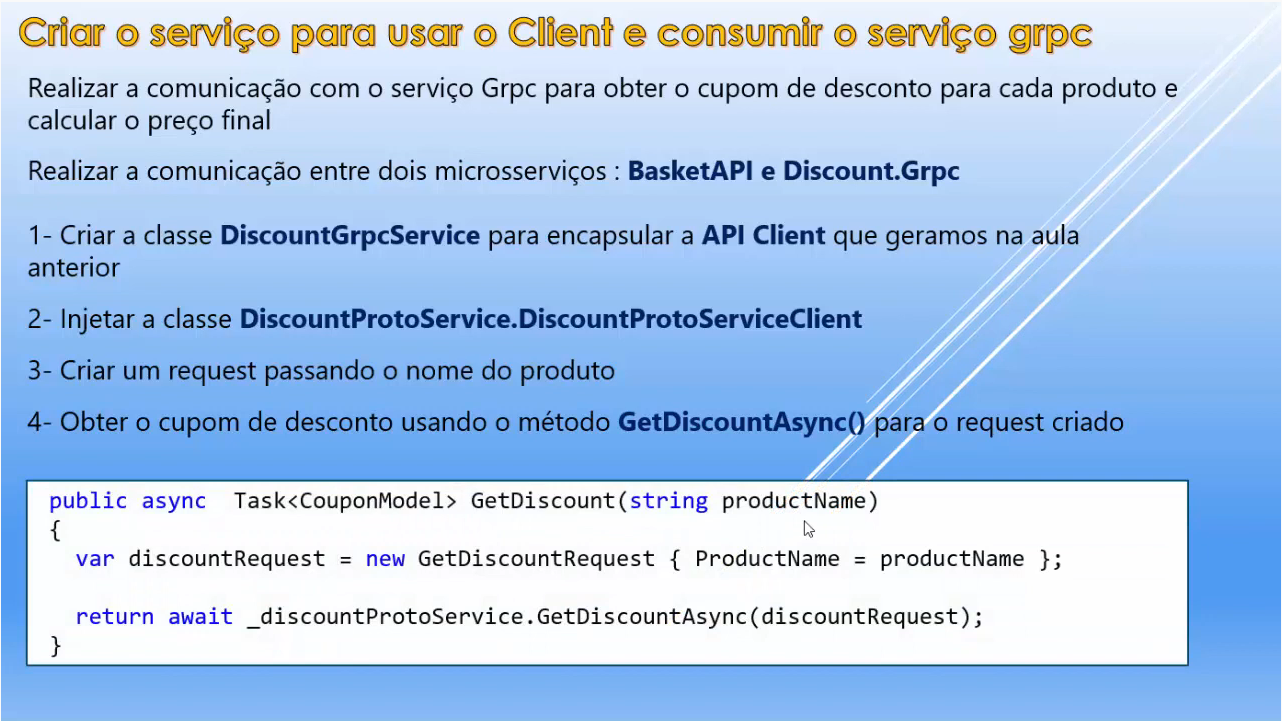 Criar o serviço para usar o Client e consumir o serviço grpc
Realizar a comunicação com o serviço Grpc para obter o cupom de desconto para cada produto e
calcular o preço final
Realizar a comunicação entre dois microsserviços : BasketAPI e Discount.Grpc
1- Criar a classe DiscountGrpcService para encapsular a API Client que geramos na aula
anterior
2- Injetar a classe DiscountProtoService.DiscountProtoServiceClient
3- Criar um request passando o nome do produto
4- Obter o cupom de desconto usando o método GetDiscountAsync() para o request criado
public async  Task<CouponModel> GetDiscount(string productName)
{
  var discountRequest = new GetDiscountRequest { ProductName = productName };
  return await _discountProtoService.GetDiscountAsync(discountRequest);
}